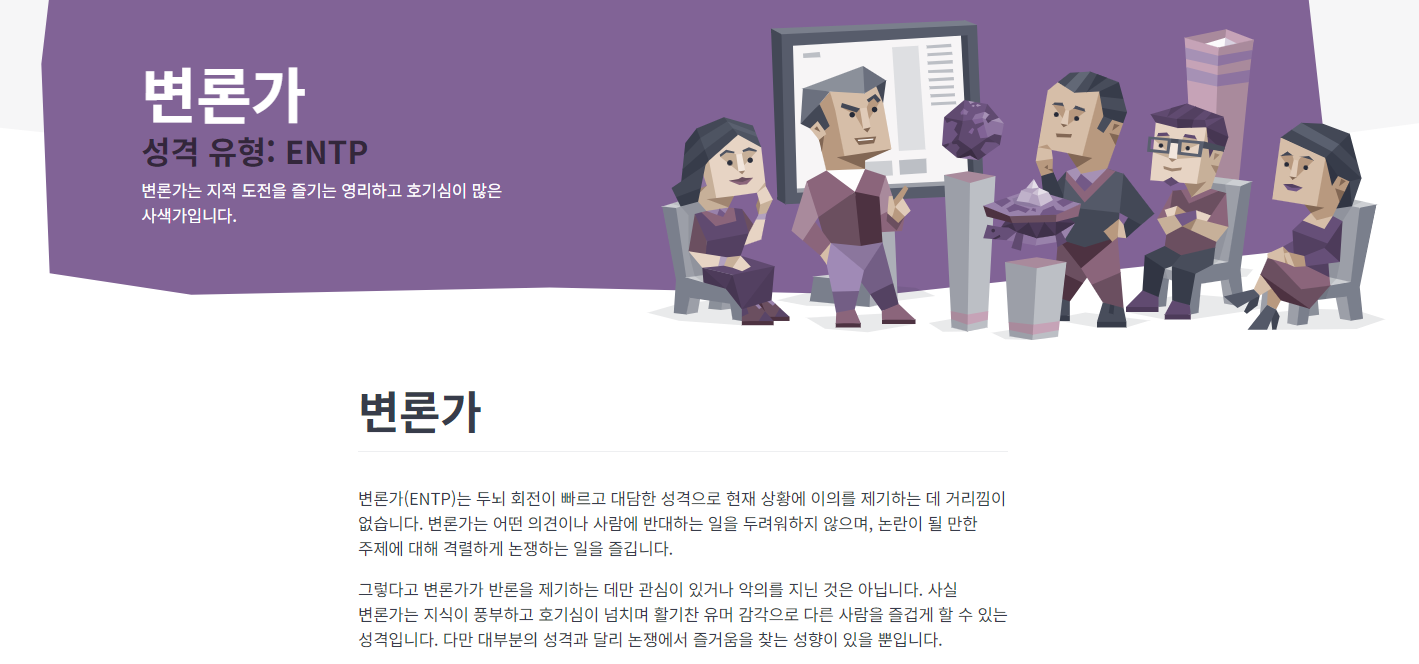 변론가
성격 유형: ENTP
변론가는 지적 도전을 즐기는 영리하고 호기심이 많은
사색가입니다.
변론가
변론가(ENTP)는 두뇌 회전이 빠르고 대담한 성격으로 현재 상황에 이의를 제기하는 데 거리낌이
없습니다. 변론가는 어떤 의견이나 사람에 반대하는 일을 두려워하지 않으며, 논란이 될 만한
주제에 대해 격렬하게 논쟁하는 일을 즐깁니다.
그렇다고 변론가가 반론을 제기하는 데만 관심이 있거나 악의를 지닌 것은 아닙니다. 사실
변론가는 지식이 풍부하고 호기심이 넘치며 활기찬 유머 감각으로 다른 사람을 즐겁게 할 수 있는
성격입니다. 다만 대부분의 성격과 달리 논쟁에서 즐거움을 찾는 성향이 있을 뿐입니다.